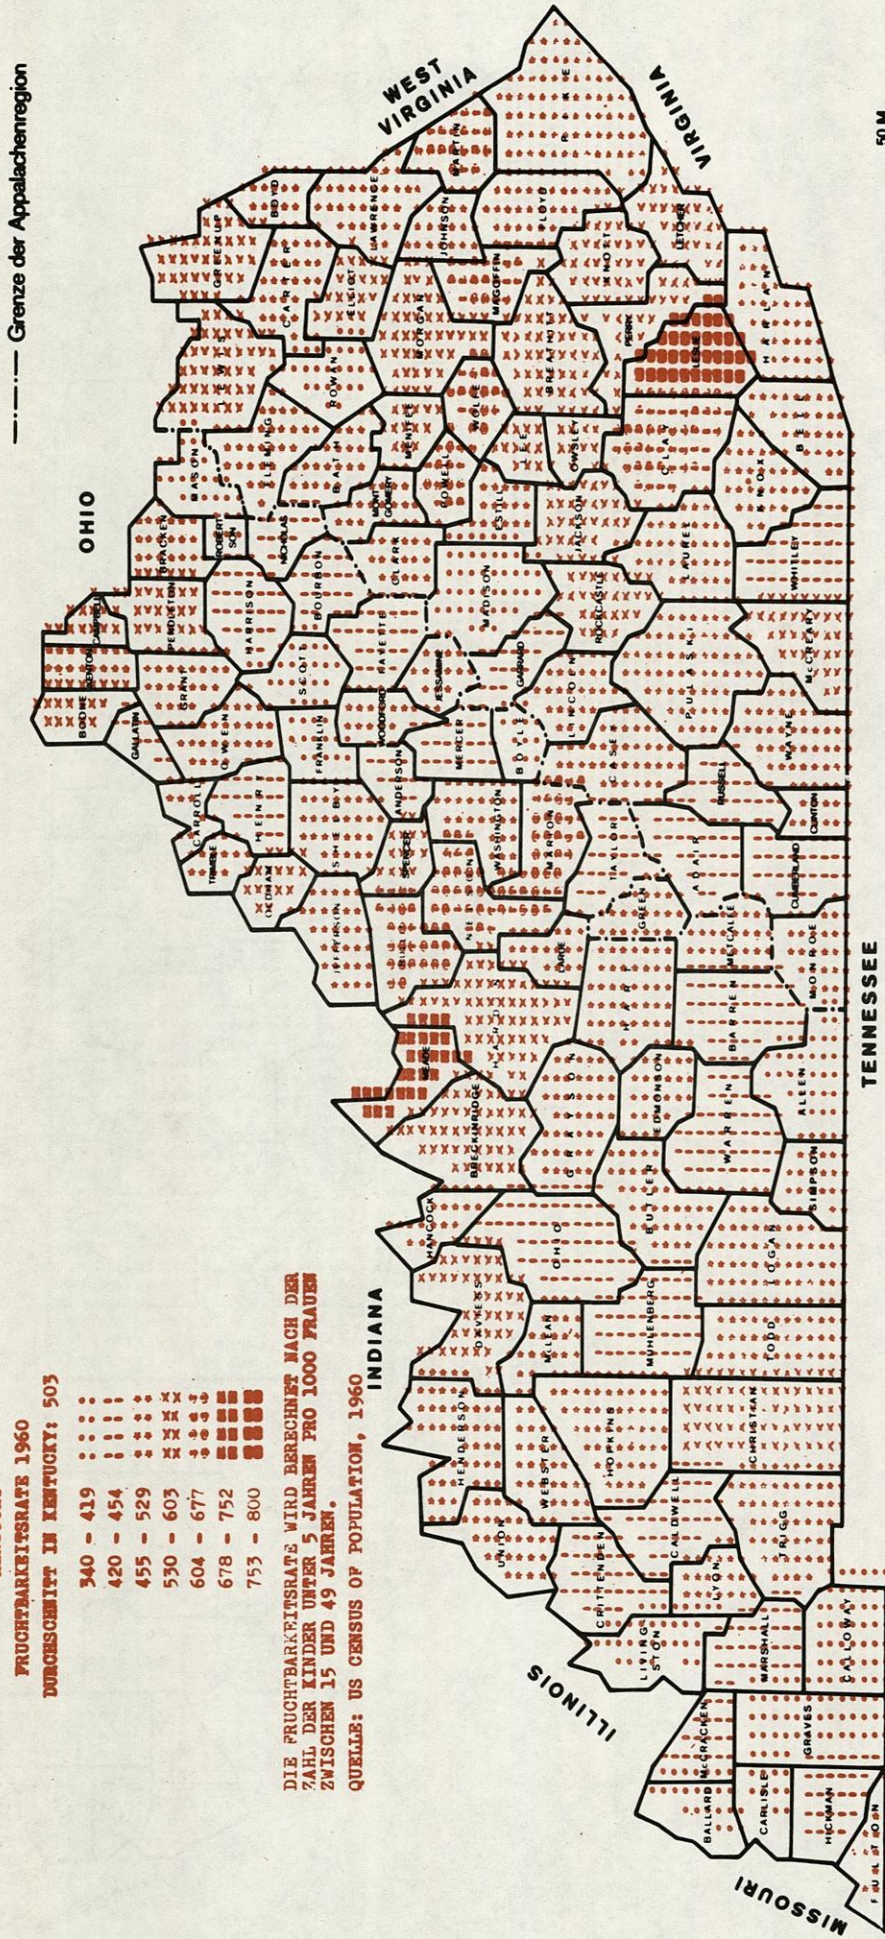 FRUCHTBARKEITSRATE 1960
DURCHSCHNITT IN KENTUCKY: 503
340 - 419
420 - 454
455 - 529
530 - 603
604 - 677
678 - 752
753 - 800
DIE FRUCHTBARKEITSRATE WIRD BERECHNET NACH DER
ZAHL DER KINDER UNTER 5 JAHREN PRO 1000 FRAUEN
ZWISCHEN 15 UND 49 JAHREN.
QUELLE: US CENSUS OF POPULATION, 1960
Grenze der Appalachenregion
50 M
OHIO
WEST
VIRGINIA
VIRGINIA
INDIANA
ILLINOIS
MISSOURI
TENNESSEE
BOONE
KENTON
CAMPBELL
GALLATIN
GRANT
PENDLETON
BRACKEN
ROBERT
SON
MASON
LEWIS
GREENUP
BOYD
CARTER
LAWRENCE
ELLIOT
ROWAN
FLEMING
NICHOLAS
HARRISON
OWEN
CARROLL
TRIMBLE
HENRY
OLDHAM
SHELBY
FRANKLIN
SCOTT
BOURBON
BATH
MONT
GOMERY
MENIFEE
MORGAN
JOHNSON
MARTIN
PIKE
FLOYD
MAGOFFIN
WOLFE
POWELL
CLARK
FAYETTE
WOODFORD
ANDERSON
SPENCER
JEFFERSON
BULLITT
NELSON
WASHINGTON
MERCER
JESSAMINE
MADISON
ESTILL
LEE
BREATHITT
KNOTT
LETCHER
PERRY
OWSLEY
JACKSON
ROCKCASTLE
GARRARD
BOYLE
LINCOLN
MARION
LARUE
HARDIN
MEADE
BRECKINRIDGE
HANCOCK
DAVIESS
OHIO
GRAYSON
HART
GREEN
TAYLOR
CASEY
PULASKI
LAUREL
CLAY
LESLIE
HARLAN
BELL
KNOX
WHITLEY
McCREARY
WAYNE
RUSSELL
CLINTON
ADAIR
CUMBERLAND
METCALFE
MONROE
BARREN
EDMONSON
WARREN
ALLEN
SIMPSON
BUTLER
LOGAN
MUHLENBERG
McLEAN
TODD
HENDERSON
WEBSTER
HOPKINS
CHRISTIAN
UNION
CRITTENDEN
CALDWELL
LYON
TRIGG
LIVING
STON
MARSHALL
CALLOWAY
McCRACKEN
BALLARD
GRAVES
CARLISLE
HICKMAN
FULTON